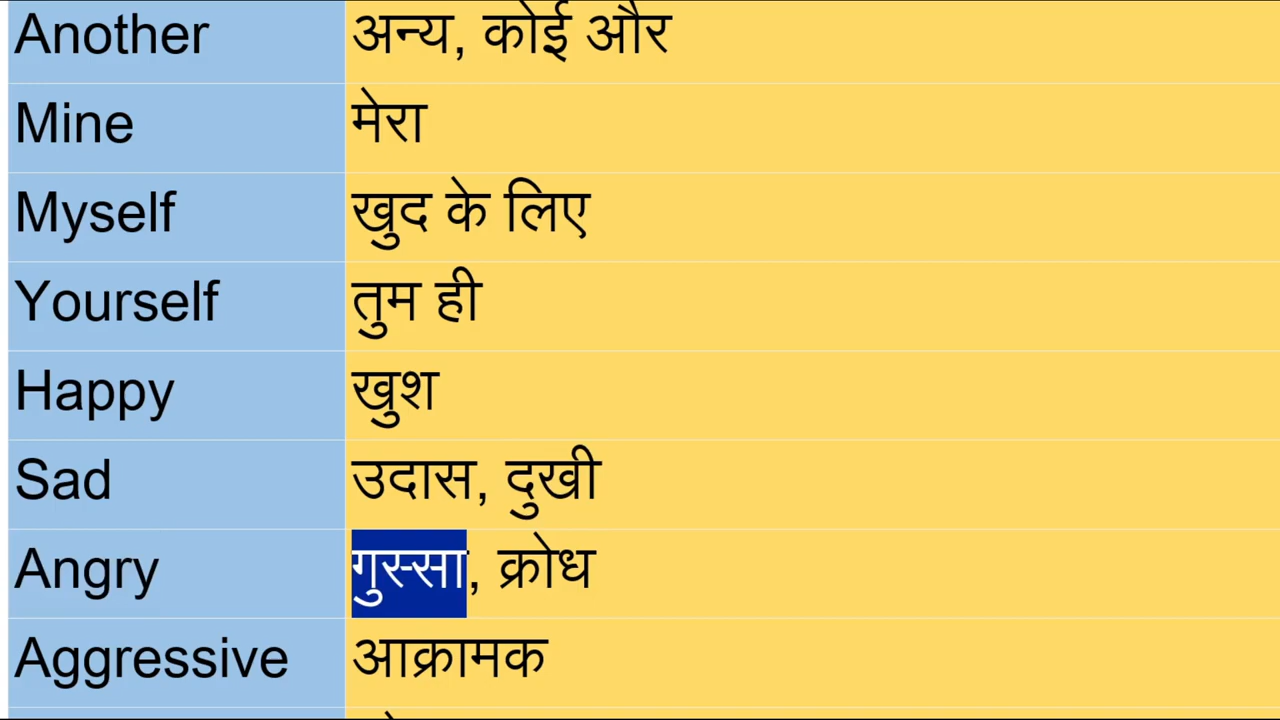 Another अन्य, कोई और
Mine मेरा
Myself खुद के लिए
Yourself तुम ही
Happy खुश
Sad उदास, दुखी
Angry गुस्सा, क्रोध
Aggressive आक्रामक